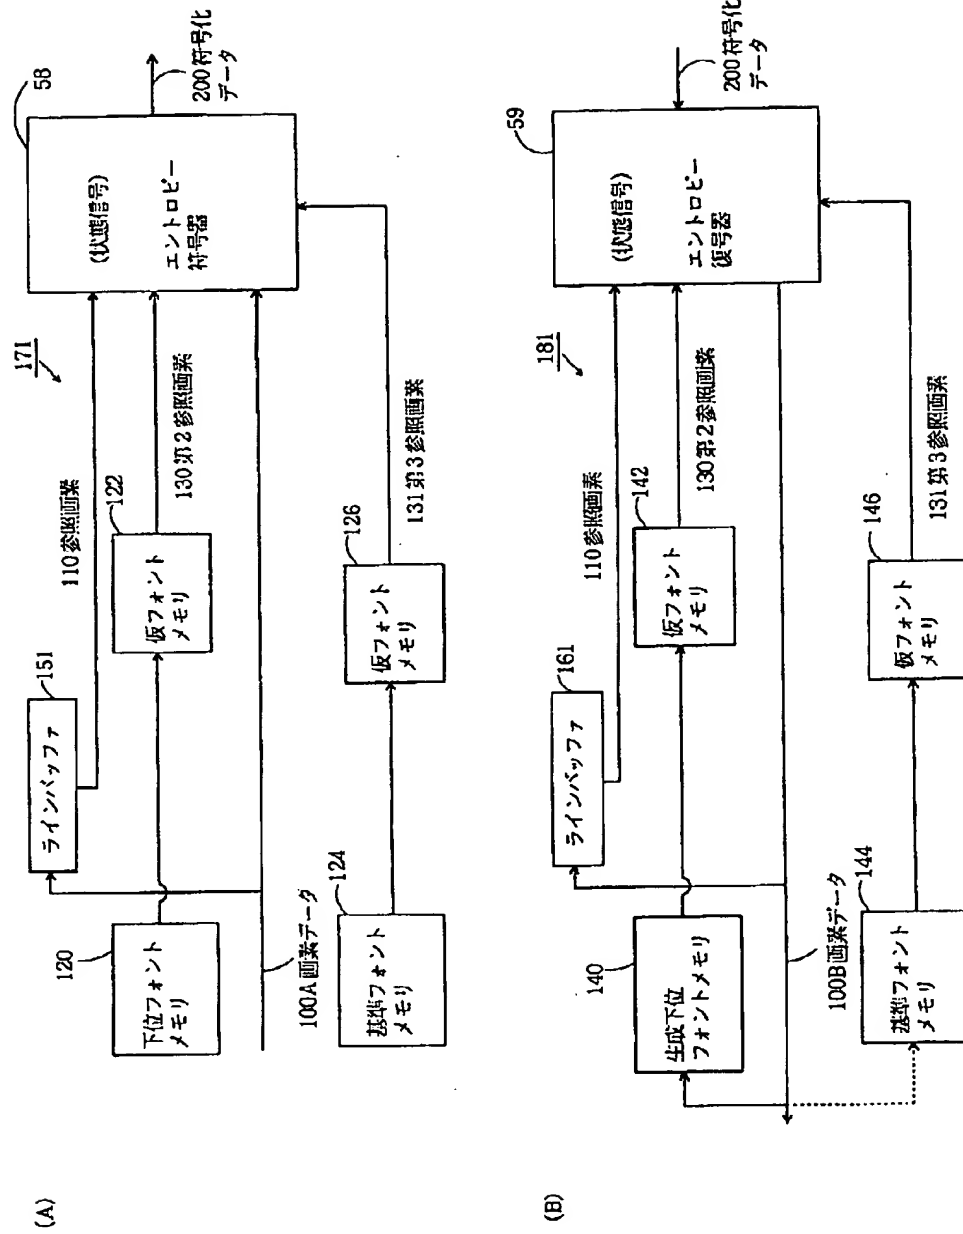 (A)
171
120
下位フォント
メモリ
100A画素データ
151
ラインバッファ
110参照画素
122
仮フォント
メモリ
130第2参照画素
124
基準フォント
メモリ
126
仮フォント
メモリ
131第3参照画素
58
(状態信号)
エントロピー
符号器
200符号化
データ
(B)
181
140
生成下位
フォントメモリ
100B画素データ
161
ラインバッファ
110参照画素
142
仮フォント
メモリ
130第2参照画素
144
基準フォント
メモリ
146
仮フォント
メモリ
131第3参照画素
59
(状態信号)
エントロピー
復号器
200符号化
データ